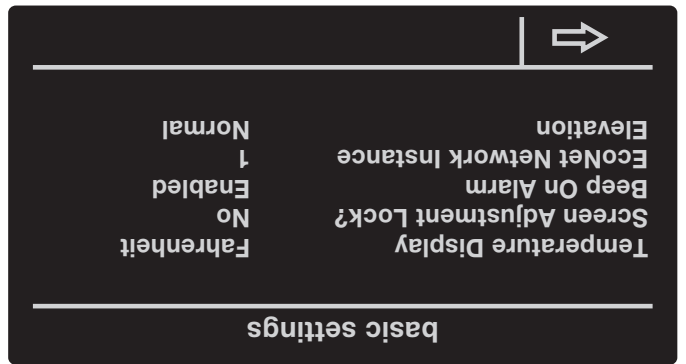 basic settings
Temperature Display Fahrenheit
Screen Adjustment Lock? No
Beep On Alarm Enabled
EcoNet Network Instance 1
Elevation Normal